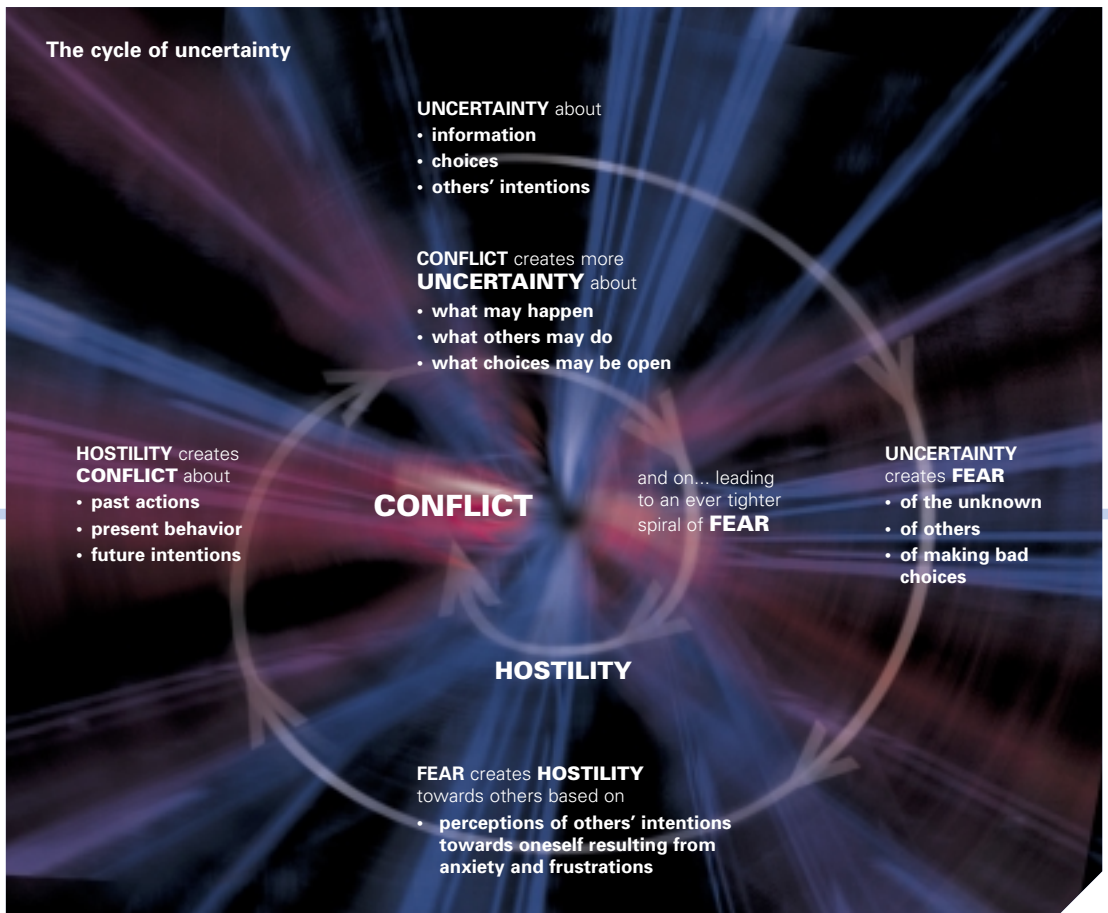 The cycle of uncertainty
UNCERTAINTY about
• information
• choices
• others’ intentions
CONFLICT creates more
UNCERTAINTY about
• what may happen
• what others may do
• what choices may be open
HOSTILITY creates
CONFLICT about
• past actions
• present behavior
• future intentions
CONFLICT
and on... leading
to an ever tighter
spiral of FEAR
UNCERTAINTY
creates FEAR
• of the unknown
• of others
• of making bad
choices
HOSTILITY
FEAR creates HOSTILITY
towards others based on
• perceptions of others’ intentions
towards oneself resulting from
anxiety and frustrations